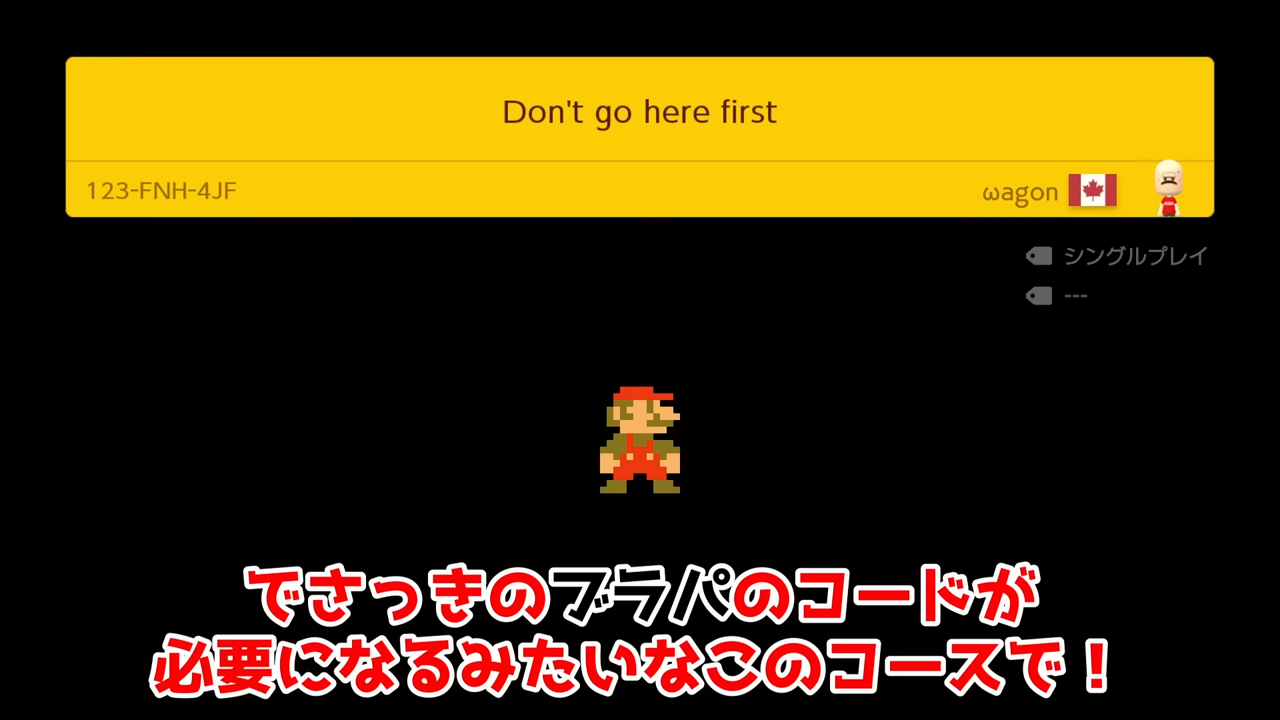 Don't go here first
123-FNH-4JF
ωagon
シングルプレイ
---
でさっきのブラパのコードが
必要になるみたいなこのコースで！